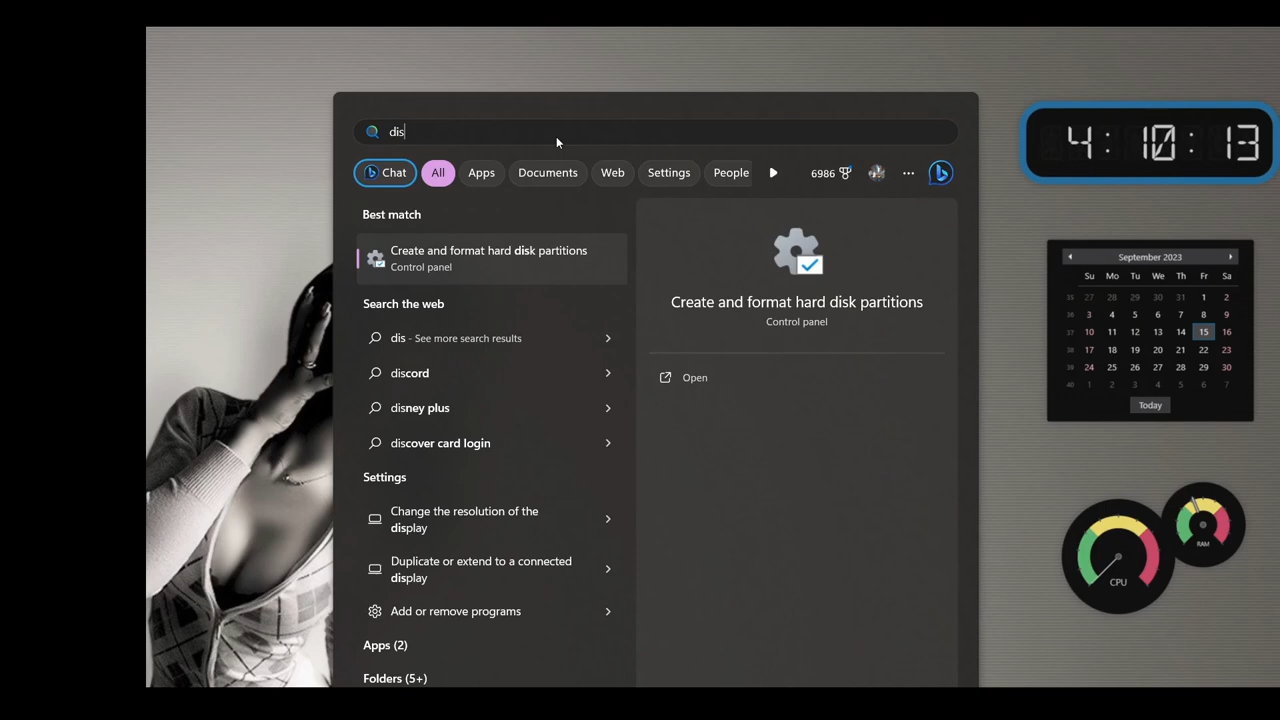 dis
Chat
All
Apps
Documents
Web
Settings
People
6986
Best match
Create and format hard disk partitions
Control panel
Search the web
dis - See more search results
discord
disney plus
discover card login
Settings
Change the resolution of the
display
Duplicate or extend to a connected
display
Add or remove programs
Apps (2)
Folders (5+)
Create and format hard disk partitions
Control panel
Open
4:10:13
September 2023
Su Mo Tu We Th Fr Sa
35 27 28 29 30 31 1 2
36 3 4 5 6 7 8 9
37 10 11 12 13 14 15 16
38 17 18 19 20 21 22 23
39 24 25 26 27 28 29 30
40 1 2 3 4 5 6 7
Today
CPU
RAM